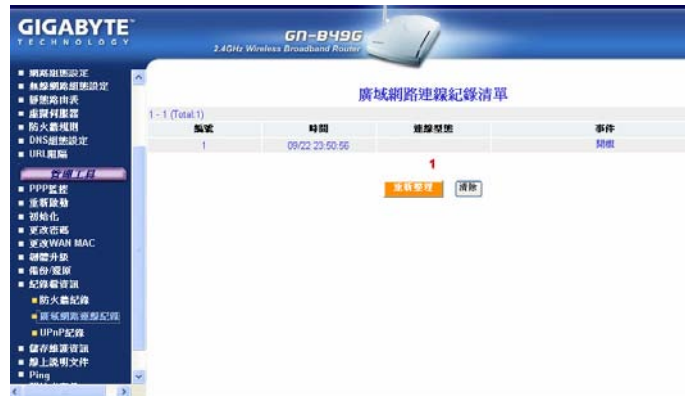 GIGABYTE™
TECHNOLOGY
GN-B49G
2.4GHz Wireless Broadband Router
網路組態設定
無線網路組態設定
靜態路由表
虛擬伺服器
防火牆規則
DNS組態設定
URL阻隔
管理工具
PPP監控
重新啟動
初始化
更改密碼
更改WAN MAC
韌體升級
備份/還原
紀錄檔資訊
防火牆紀錄
廣域網路連線紀錄
UPnP紀錄
儲存維護資訊
線上說明文件
Ping
廣域網路連線紀錄清單
1 - 1 (Total:1)
編號 時間 連線型態 事件
1 09/22 23:50:56 開機
1
重新整理 清除